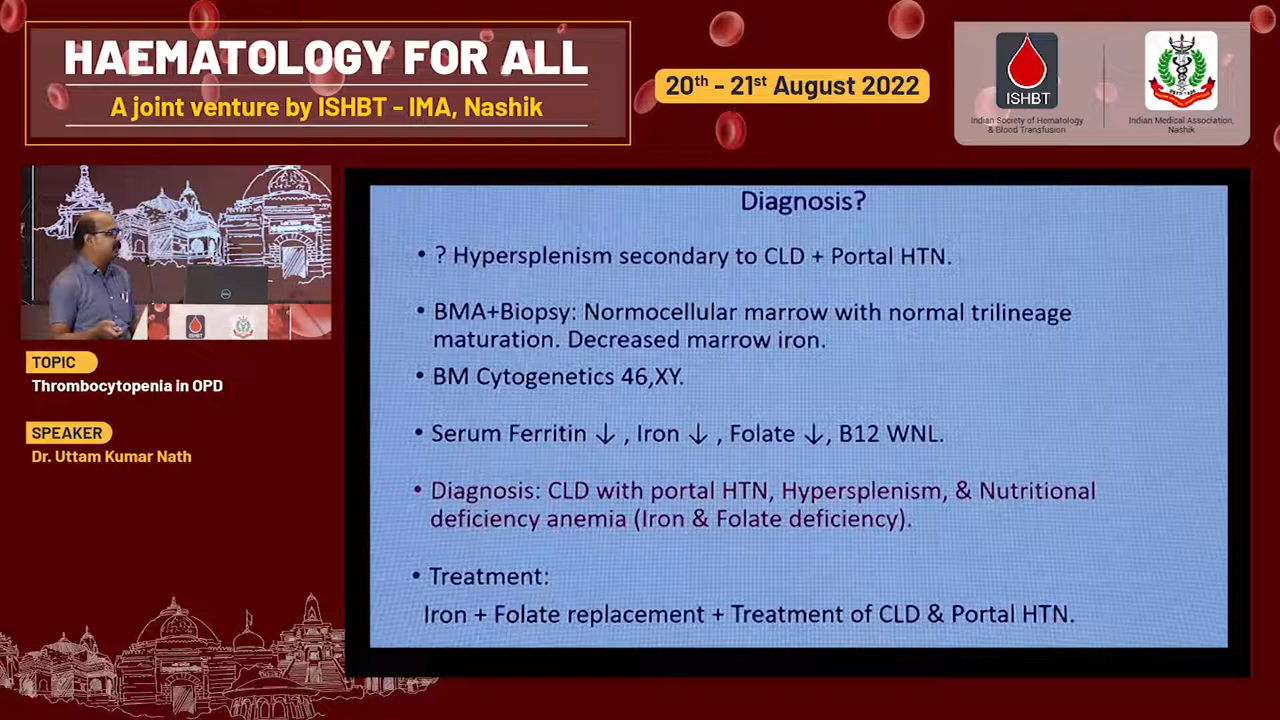 HAEMATOLOGY FOR ALL
A joint venture by ISHBT - IMA, Nashik
20th - 21st August 2022
ISHBT
Indian Society of Hematology
& Blood Transfusion
Indian Medical Association,
Nashik
TOPIC
Thrombocytopenia in OPD
SPEAKER
Dr. Uttam Kumar Nath
Diagnosis?
• ? Hypersplenism secondary to CLD + Portal HTN.
• BMA+Biopsy: Normocellular marrow with normal trilineage
maturation. Decreased marrow iron.
• BM Cytogenetics 46,XY.
• Serum Ferritin ↓ , Iron ↓ , Folate ↓, B12 WNL.
• Diagnosis: CLD with portal HTN, Hypersplenism, & Nutritional
deficiency anemia (Iron & Folate deficiency).
• Treatment:
Iron + Folate replacement + Treatment of CLD & Portal HTN.